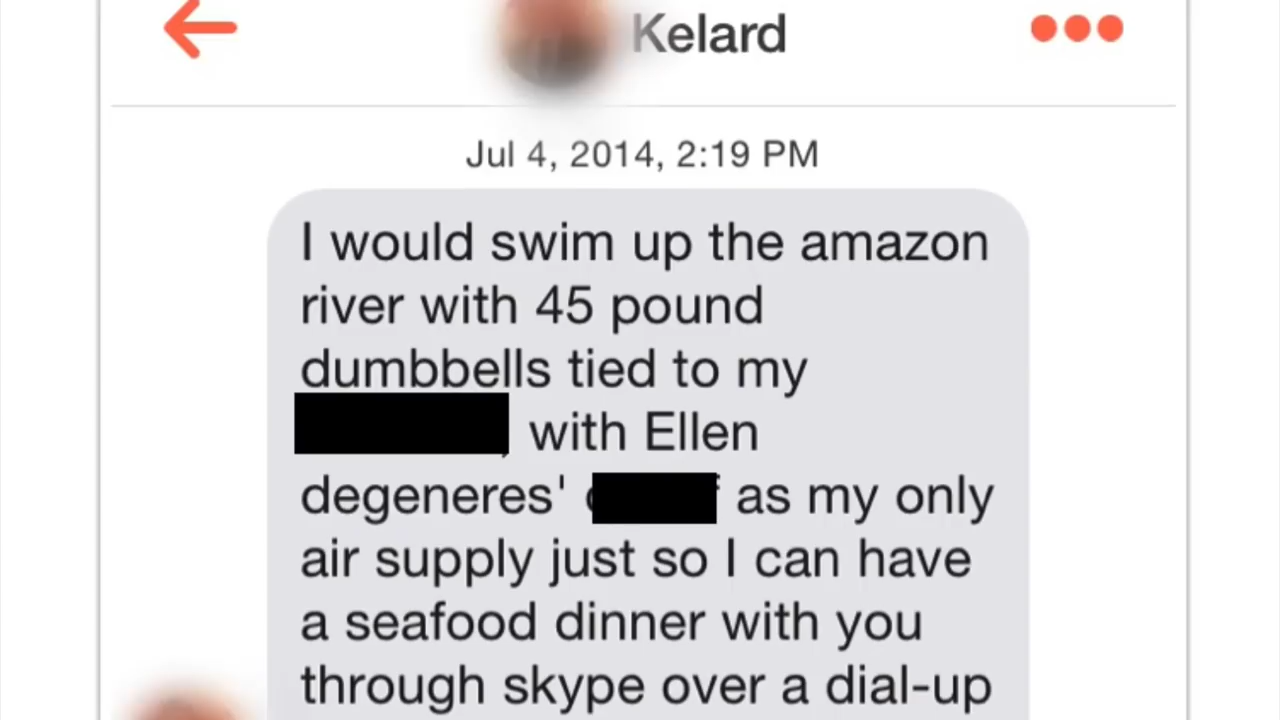 Kelard
Jul 4, 2014, 2:19 PM
I would swim up the amazon
river with 45 pound
dumbbells tied to my
with Ellen
degeneres' as my only
air supply just so I can have
a seafood dinner with you
through skype over a dial-up